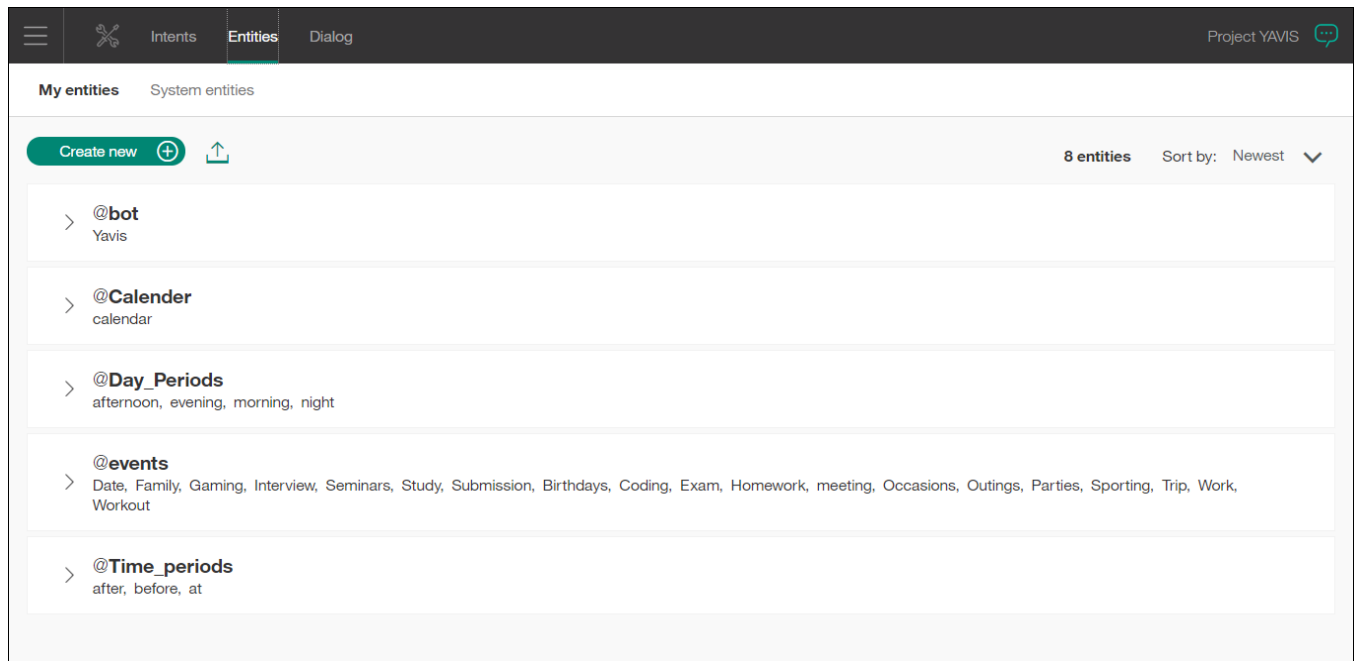 Intents Entities Dialog Project YAVIS
My entities System entities
Create new 8 entities Sort by: Newest
@bot
Yavis
@Calender
calendar
@Day_Periods
afternoon, evening, morning, night
@events
Date, Family, Gaming, Interview, Seminars, Study, Submission, Birthdays, Coding, Exam, Homework, meeting, Occasions, Outings, Parties, Sporting, Trip, Work,
Workout
@Time_periods
after, before, at